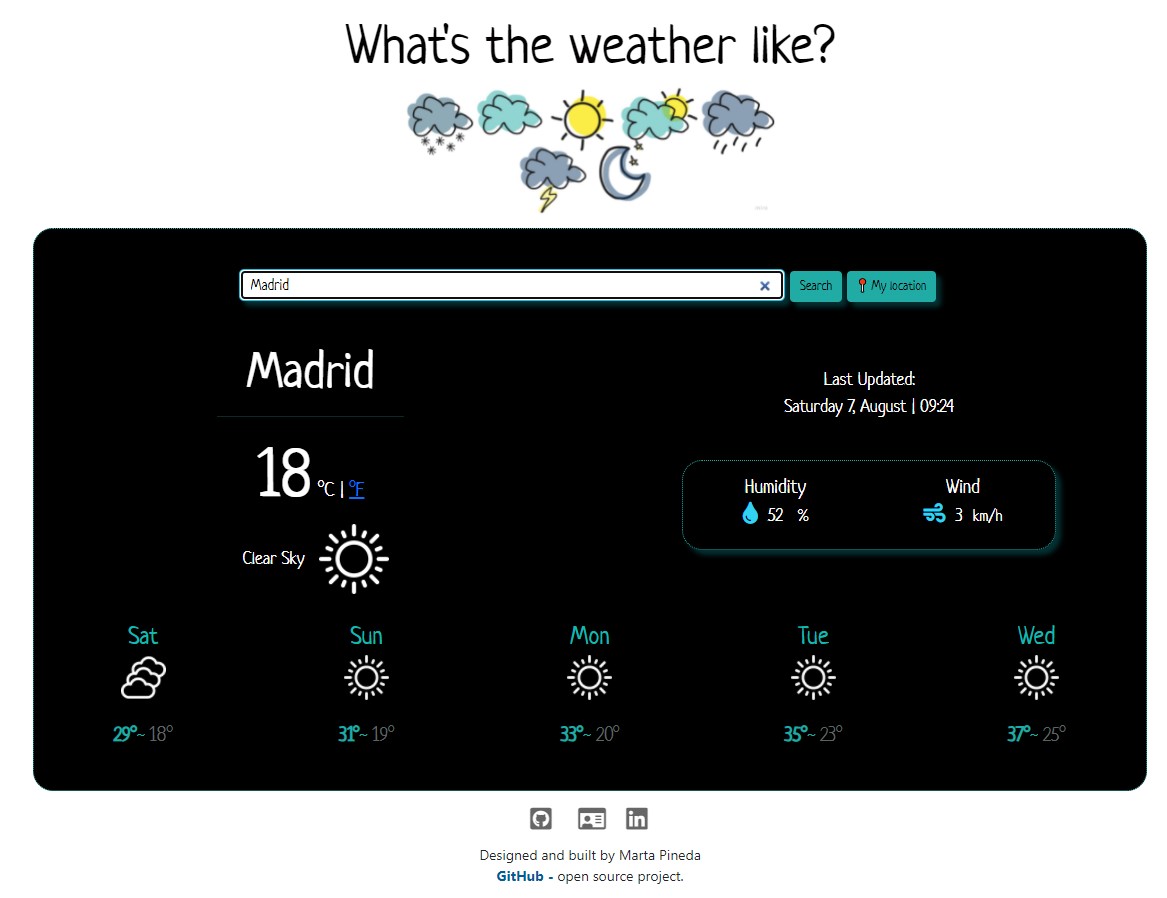 What's the weather like?
Madrid
Search
My location
Madrid
Last Updated:
Saturday 7, August | 09:24
18 °C | °F
Humidity
52 %
Wind
3 km/h
Clear Sky
Sat
Sun
Mon
Tue
Wed
29°~ 18°
31°~ 19°
33°~ 20°
35°~ 23°
37°~ 25°
Designed and built by Marta Pineda
GitHub - open source project.